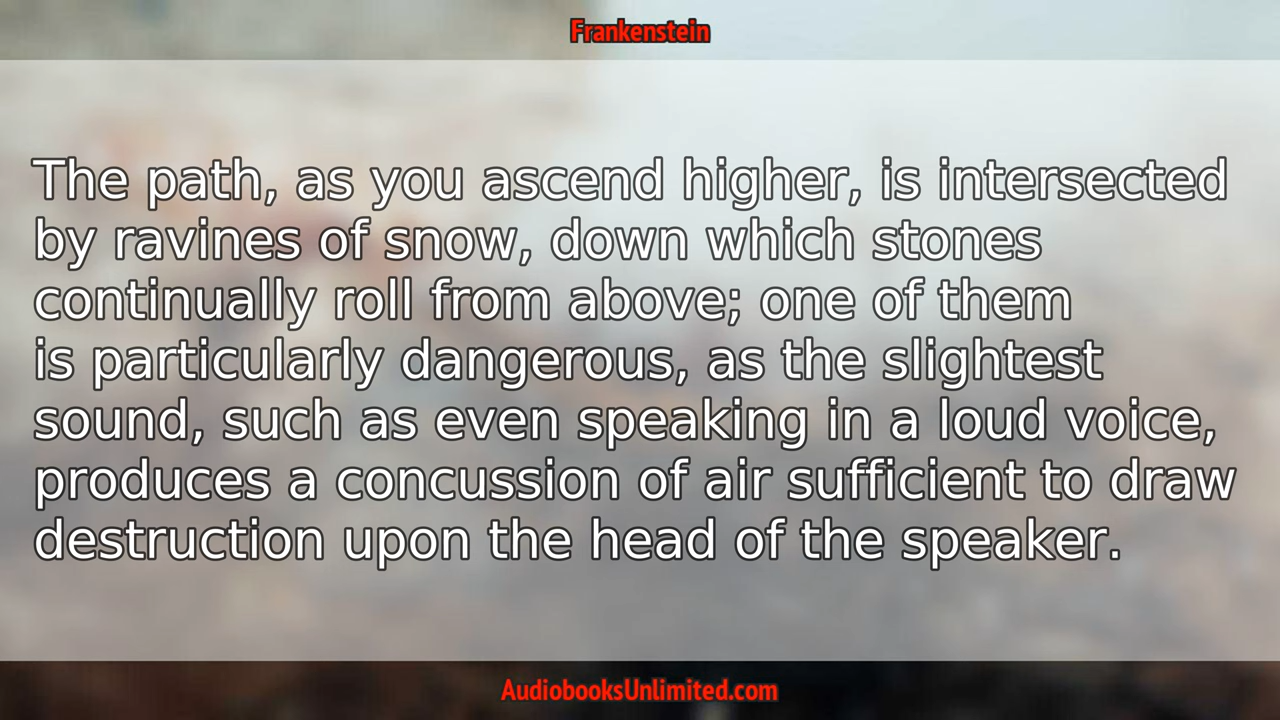 Frankenstein
The path, as you ascend higher, is intersected
by ravines of snow, down which stones
continually roll from above; one of them
is particularly dangerous, as the slightest
sound, such as even speaking in a loud voice,
produces a concussion of air sufficient to draw
destruction upon the head of the speaker.
AudiobooksUnlimited.com